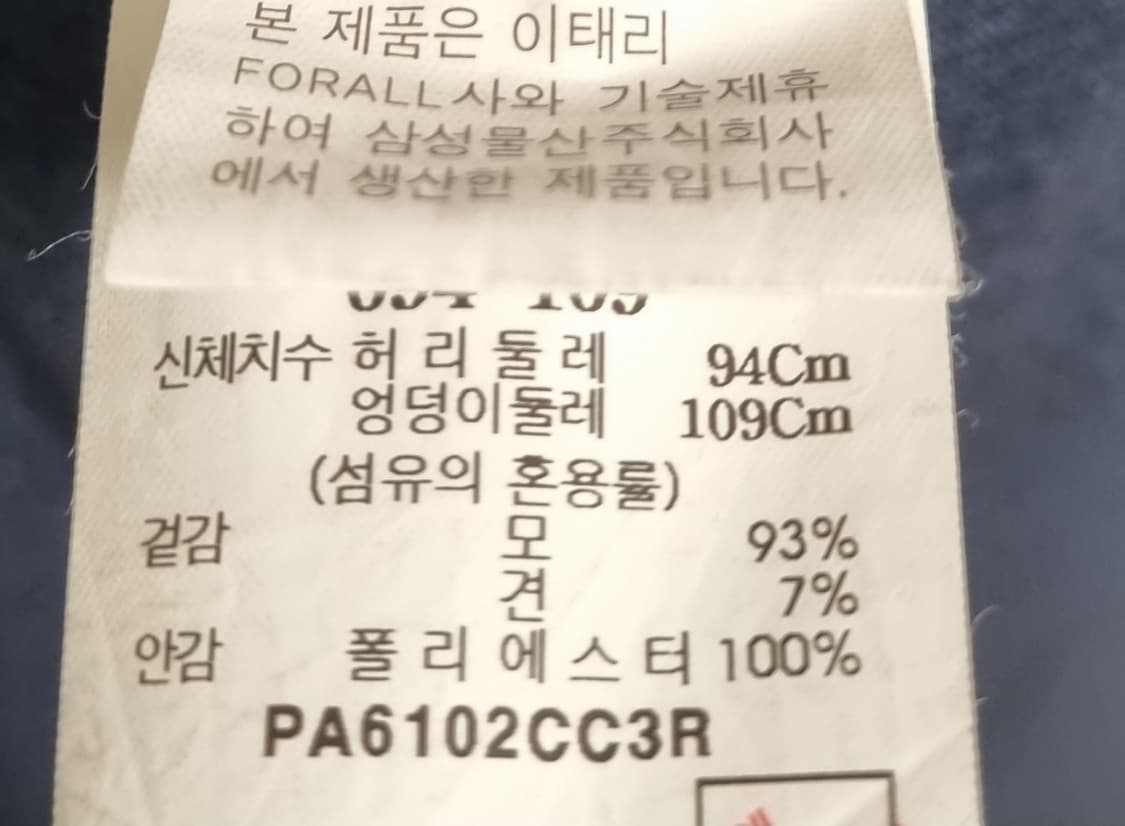 본 제품은 이태리
FORALL사와 기술제휴
하여 삼성물산주식회사
에서 생산한 제품입니다.
신체치수 허 리 둘 레 94Cm
엉덩이둘레 109Cm
(섬유의 혼용률)
겉감 모 93%
견 7%
안감 폴 리 에 스 터 100%
PA6102CC3R